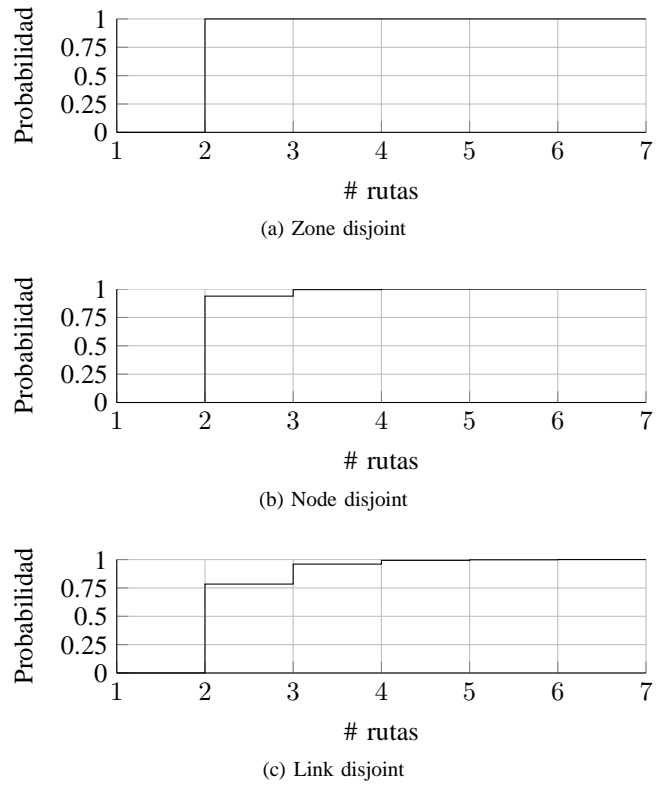 Probabilidad
1
0.75
0.5
0.25
0
1 2 3 4 5 6 7
# rutas
(a) Zone disjoint
Probabilidad
1
0.75
0.5
0.25
0
1 2 3 4 5 6 7
# rutas
(b) Node disjoint
Probabilidad
1
0.75
0.5
0.25
0
1 2 3 4 5 6 7
# rutas
(c) Link disjoint